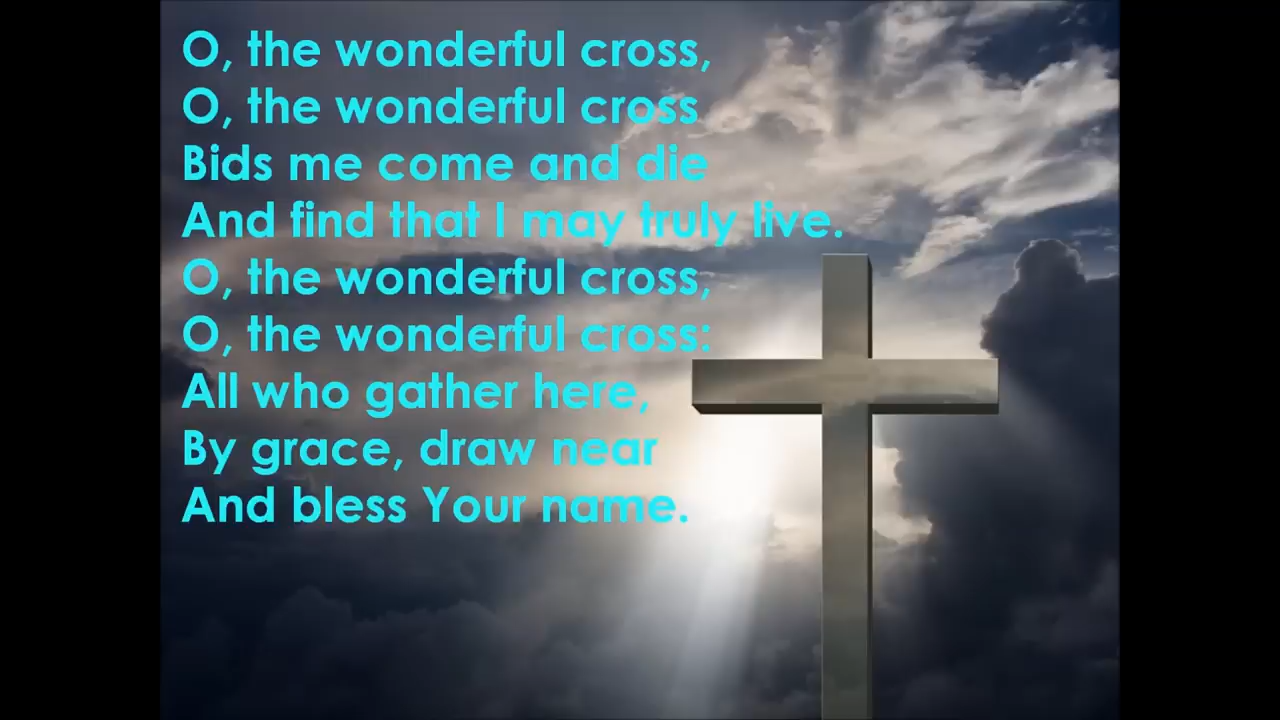 O, the wonderful cross,
O, the wonderful cross
Bids me come and die
And find that I may truly live.
O, the wonderful cross,
O, the wonderful cross:
All who gather here,
By grace, draw near
And bless Your name.